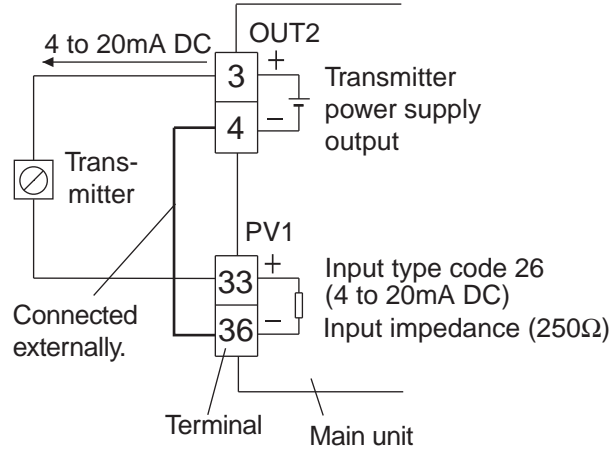 OUT2
4 to 20mA DC
+
3
Transmitter
power supply
output
4
−
Trans-
mitter
PV1
+
33
Input type code 26
(4 to 20mA DC)
Input impedance (250Ω)
Connected
externally.
−
36
Terminal
Main unit